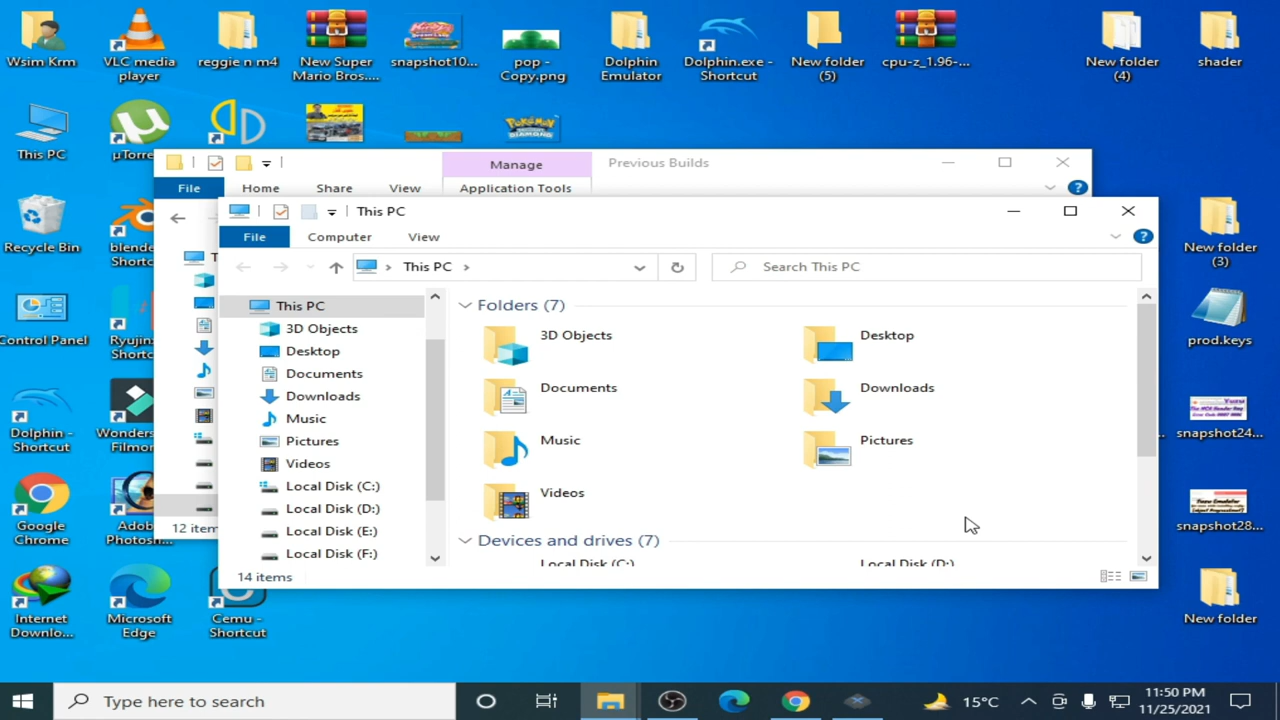 Wsim Krm
VLC media
player
reggie n m4
New Super
Mario Bros....
snapshot10...
pop -
Copy.png
Dolphin
Emulator
Dolphin.exe -
Shortcut
New folder
(5)
cpu-z_1.96-...
New folder
(4)
shader
This PC
µTorre
Recycle Bin
blende
Shortc
Control Panel
Ryujin
Shortc
Dolphin -
Shortcut
Wonders
Filmor
Google
Chrome
Adob
Photosh
Internet
Downlo...
Microsoft
Edge
Cemu -
Shortcut
New folder
(3)
prod.keys
snapshot24...
snapshot28...
New folder
Manage
Previous Builds
File
Home
Share
View
Application Tools
12 item
This PC
File
Computer
View
This PC
Search This PC
This PC
3D Objects
Desktop
Documents
Downloads
Music
Pictures
Videos
Local Disk (C:)
Local Disk (D:)
Local Disk (E:)
Local Disk (F:)
Folders (7)
3D Objects
Desktop
Documents
Downloads
Music
Pictures
Videos
Devices and drives (7)
Local Disk (C:)
Local Disk (D:)
14 items
Type here to search
15°C
11:50 PM
11/25/2021